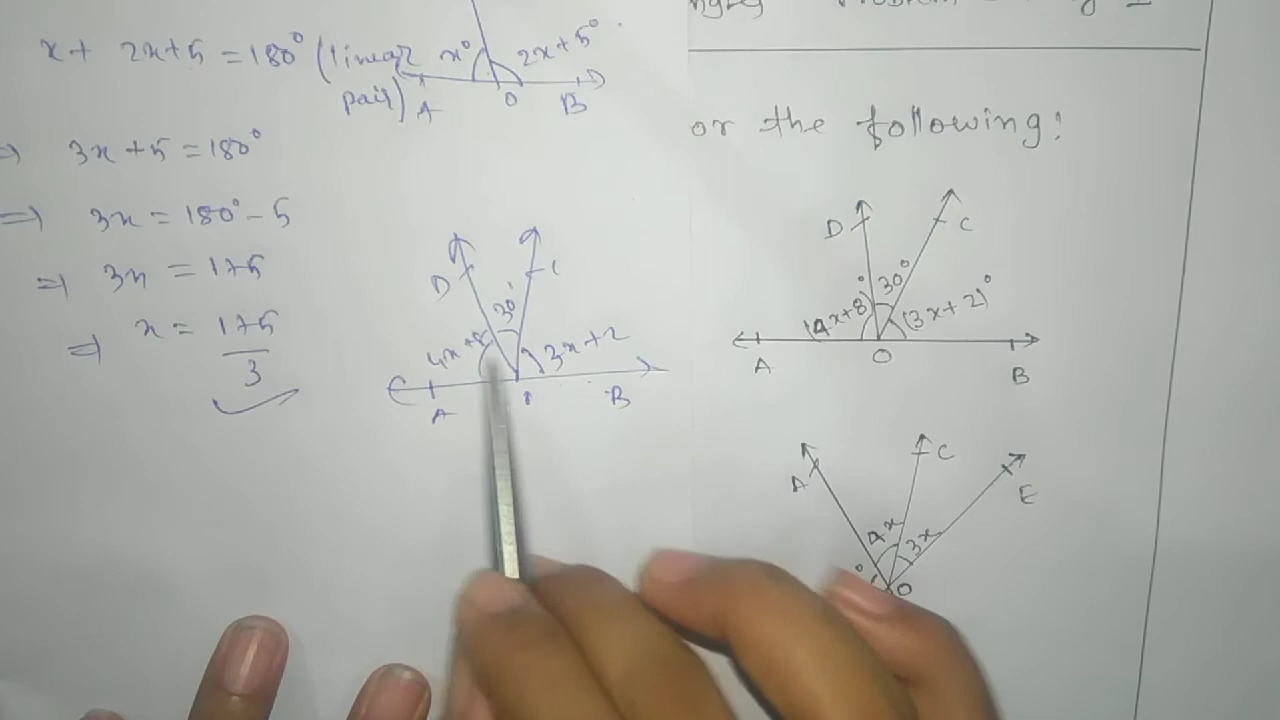 x + 2x+5 = 180° (linear
pair)
x° 2x+5°
A O B
⇒ 3x+5 = 180°
⇒ 3x = 180° - 5
⇒ 3x = 175
⇒ x = 175/3
D C
30°
4x+8 3x+2
A B
or the following:
D C
30°
(4x+8)° (3x+2)°
A O B
A C E
4x 3x
O